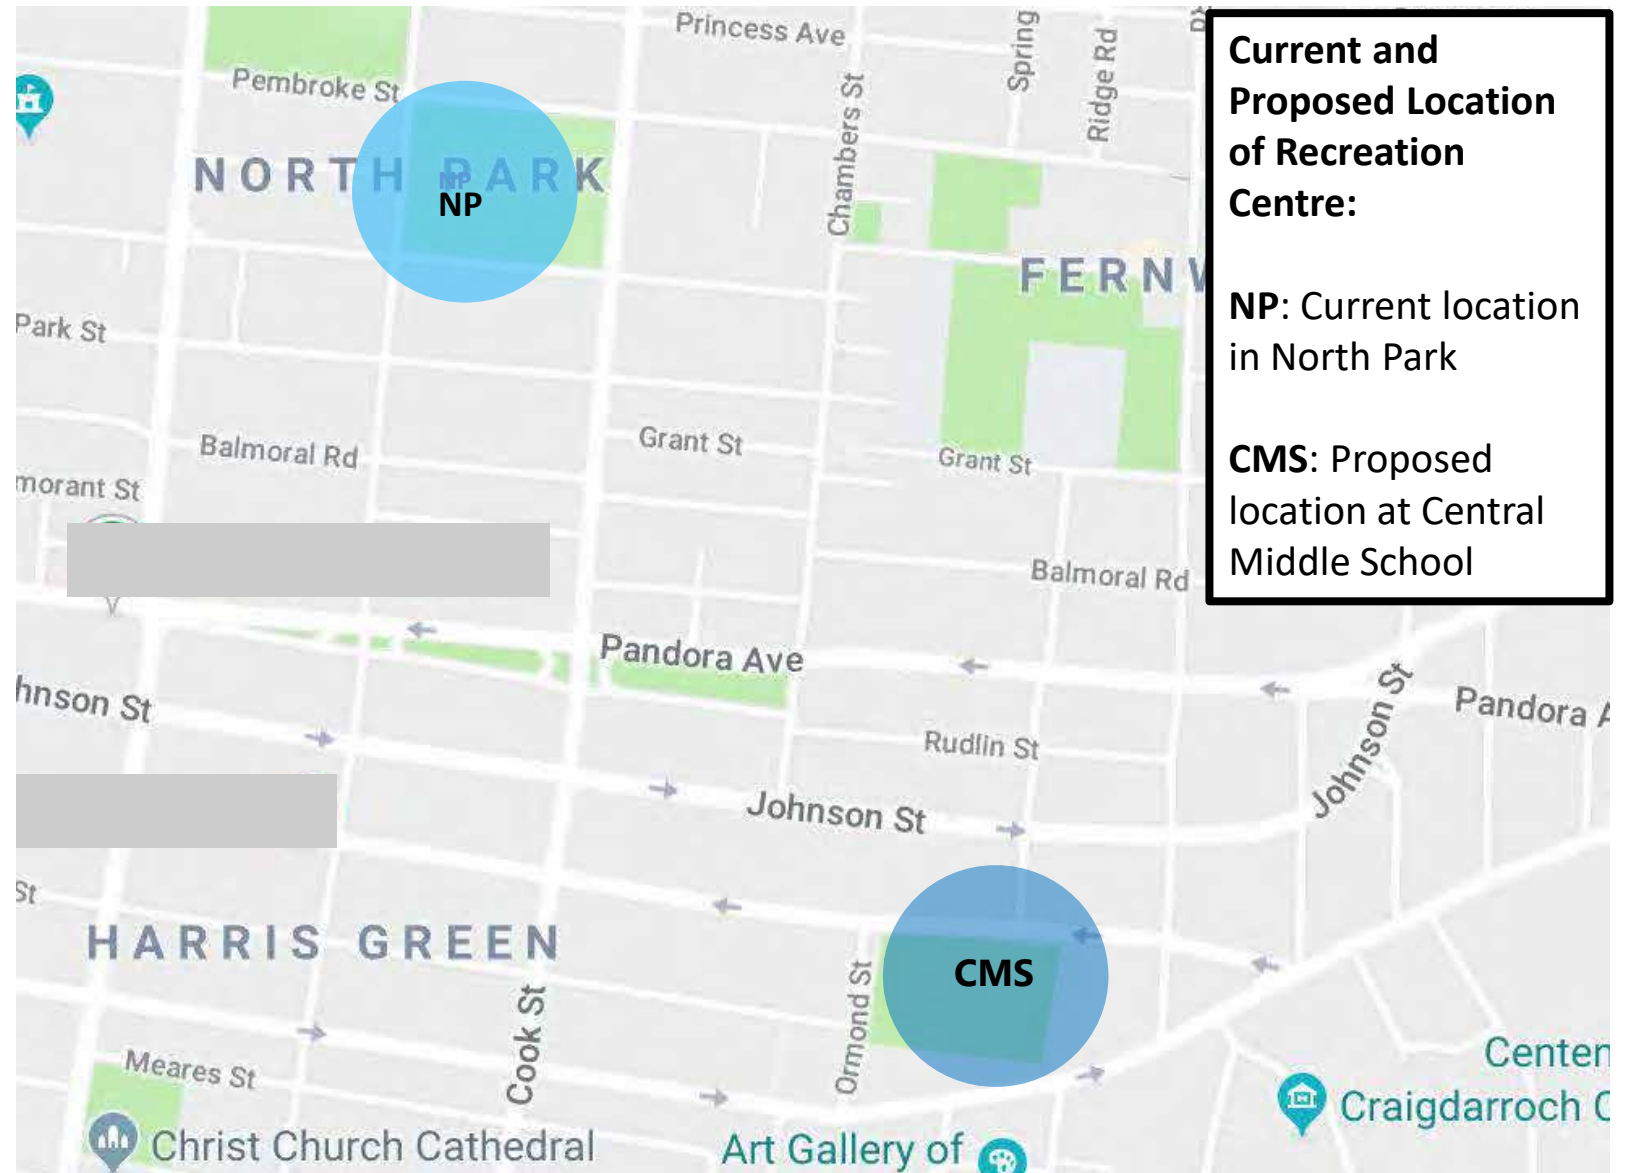 Princess Ave
Spring
Ridge Rd
Pembroke St
Chambers St
NORTH PARK
NP
NP
FERNW
Park St
Balmoral Rd
Grant St
Grant St
morant St
Balmoral Rd
Pandora Ave
hnson St
Pandora A
Johnson St
Rudlin St
Johnson St
St
HARRIS GREEN
CMS
Ormond St
Cook St
Meares St
Centen
Craigdarroch C
Christ Church Cathedral
Art Gallery of
Current and
Proposed Location
of Recreation
Centre:
NP: Current location
in North Park
CMS: Proposed
location at Central
Middle School